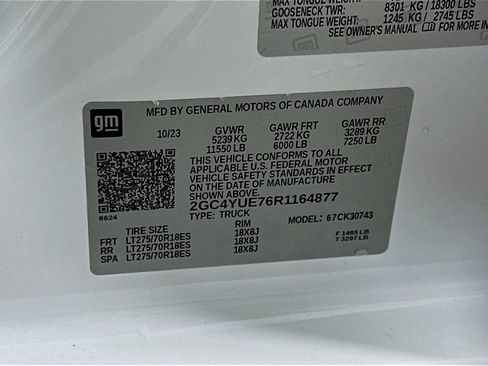 MAX TONGUE WEIGHT:
GOOSENECK TWR: 8301 KG / 18300 LBS
MAX TONGUE WEIGHT: 1245 KG / 2745 LBS
SEE OWNER'S MANUAL FOR MORE IN
gm
MFD BY GENERAL MOTORS OF CANADA COMPANY
10/23 GVWR GAWR FRT GAWR RR
5239 KG 2722 KG 3289 KG
11550 LB 6000 LB 7250 LB
THIS VEHICLE CONFORMS TO ALL
APPLICABLE U.S. FEDERAL MOTOR
VEHICLE SAFETY STANDARDS IN EFFECT
ON THE DATE OF MANUFACTURE
SHOWN ABOVE.
2GC4YUE76R1164877
8624 TYPE: TRUCK MODEL: 67CK30743
TIRE SIZE RIM
FRT LT275/70R18ES 18X8J F 1465 LB
RR LT275/70R18ES 18X8J T 3297 LB
SPA LT275/70R18ES 18X8J